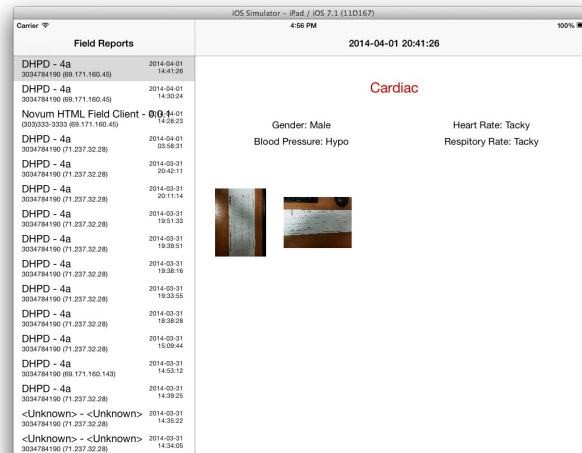 iOS Simulator - iPad / iOS 7.1 (11D167)
Carrier 4:56 PM 100%
Field Reports
2014-04-01 20:41:26
DHPD - 4a 2014-04-01
3034784190 (69.171.160.45) 14:41:26
DHPD - 4a 2014-04-01
3034784190 (69.171.160.45) 14:30:24
Novum HTML Field Client -
(303)333-3333 (69.171.160.45) 14:28:23
DHPD - 4a 2014-04-01
3034784190 (71.237.32.28) 03:58:31
DHPD - 4a 2014-03-31
3034784190 (71.237.32.28) 20:42:11
DHPD - 4a 2014-03-31
3034784190 (71.237.32.28) 20:11:14
DHPD - 4a 2014-03-31
3034784190 (71.237.32.28) 19:51:33
DHPD - 4a 2014-03-31
3034784190 (71.237.32.28) 19:39:51
DHPD - 4a 2014-03-31
3034784190 (71.237.32.28) 19:38:16
DHPD - 4a 2014-03-31
3034784190 (71.237.32.28) 19:33:55
DHPD - 4a 2014-03-31
3034784190 (71.237.32.28) 18:38:28
DHPD - 4a 2014-03-31
3034784190 (71.237.32.28) 15:09:44
DHPD - 4a 2014-03-31
3034784190 (69.171.160.143) 14:53:12
DHPD - 4a 2014-03-31
3034784190 (71.237.32.28) 14:39:25
<Unknown> - <Unknown> 2014-03-31
3034784190 (71.237.32.28) 14:35:22
<Unknown> - <Unknown> 2014-03-31
3034784190 (71.237.32.28) 14:34:05
Cardiac
Gender: Male Heart Rate: Tacky
Blood Pressure: Hypo Respitory Rate: Tacky